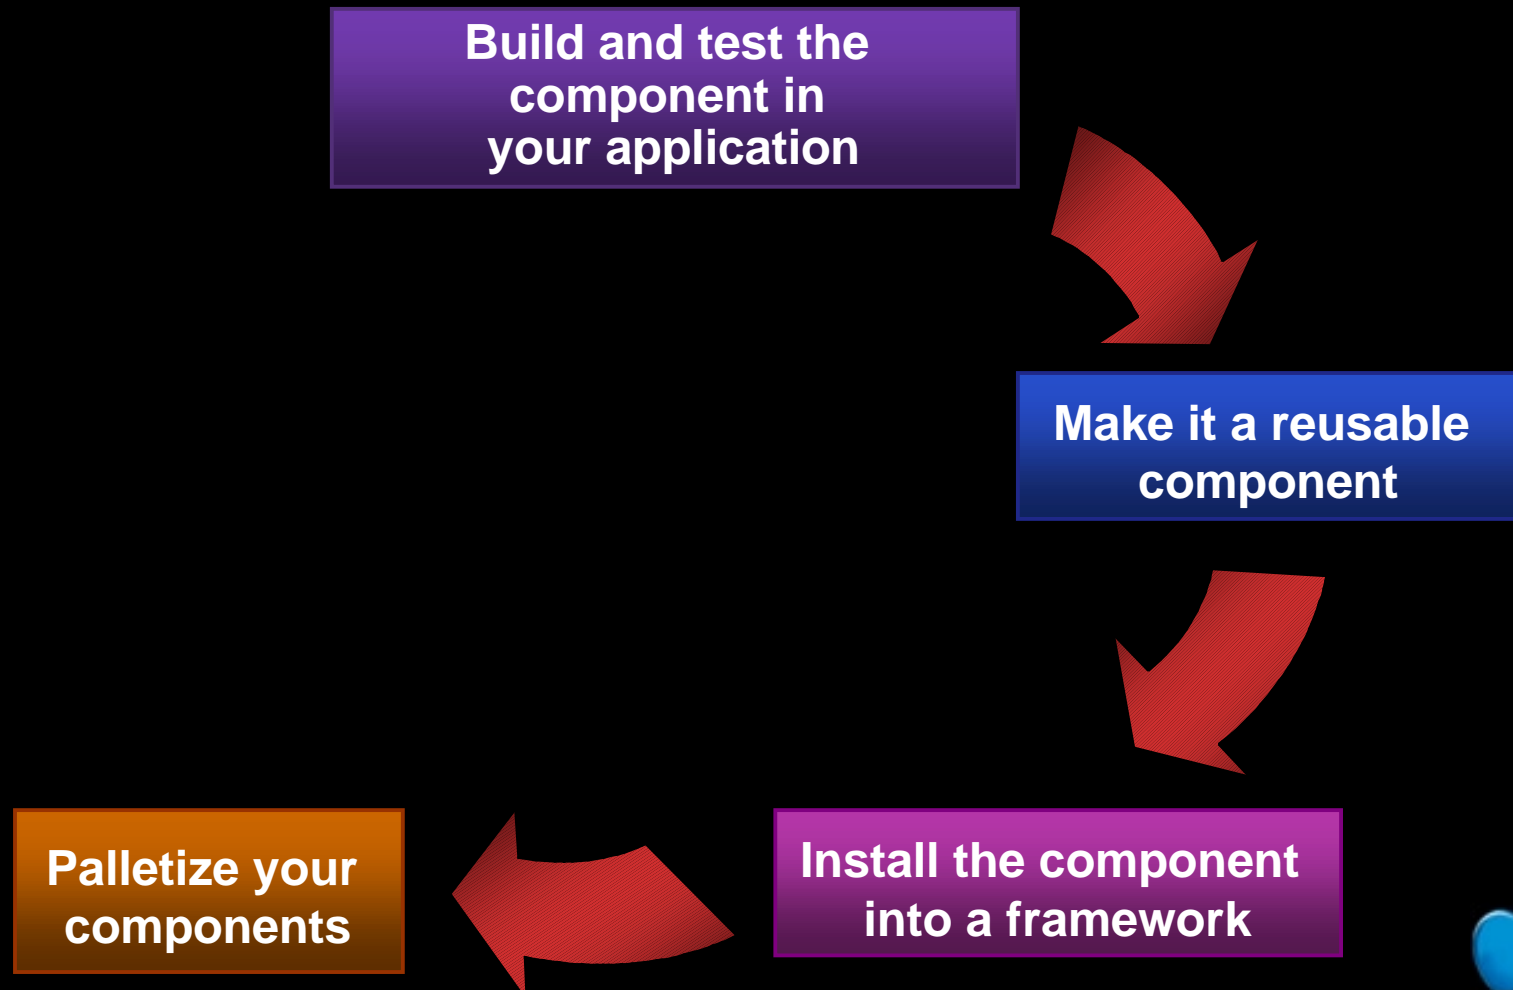 Build and test the
component in
your application
Make it a reusable
component
Install the component
into a framework
Palletize your
components